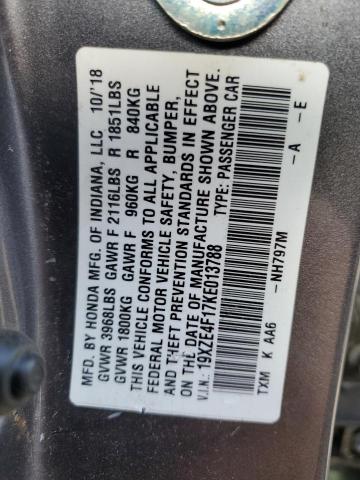 MFD. BY HONDA MFG. OF INDIANA, LLC 10/'18
GVWR 3968LBS GAWR F 2116LBS R 1851LBS
GVWR 1800KG GAWR F 960KG R 840KG
THIS VEHICLE CONFORMS TO ALL APPLICABLE
FEDERAL MOTOR VEHICLE SAFETY, BUMPER,
AND THEFT PREVENTION STANDARDS IN EFFECT
ON THE DATE OF MANUFACTURE SHOWN ABOVE.
V.I.N.: 19XZE4F17KE013788 TYPE: PASSENGER CAR
-NH797M -A -E
TXM K AA6